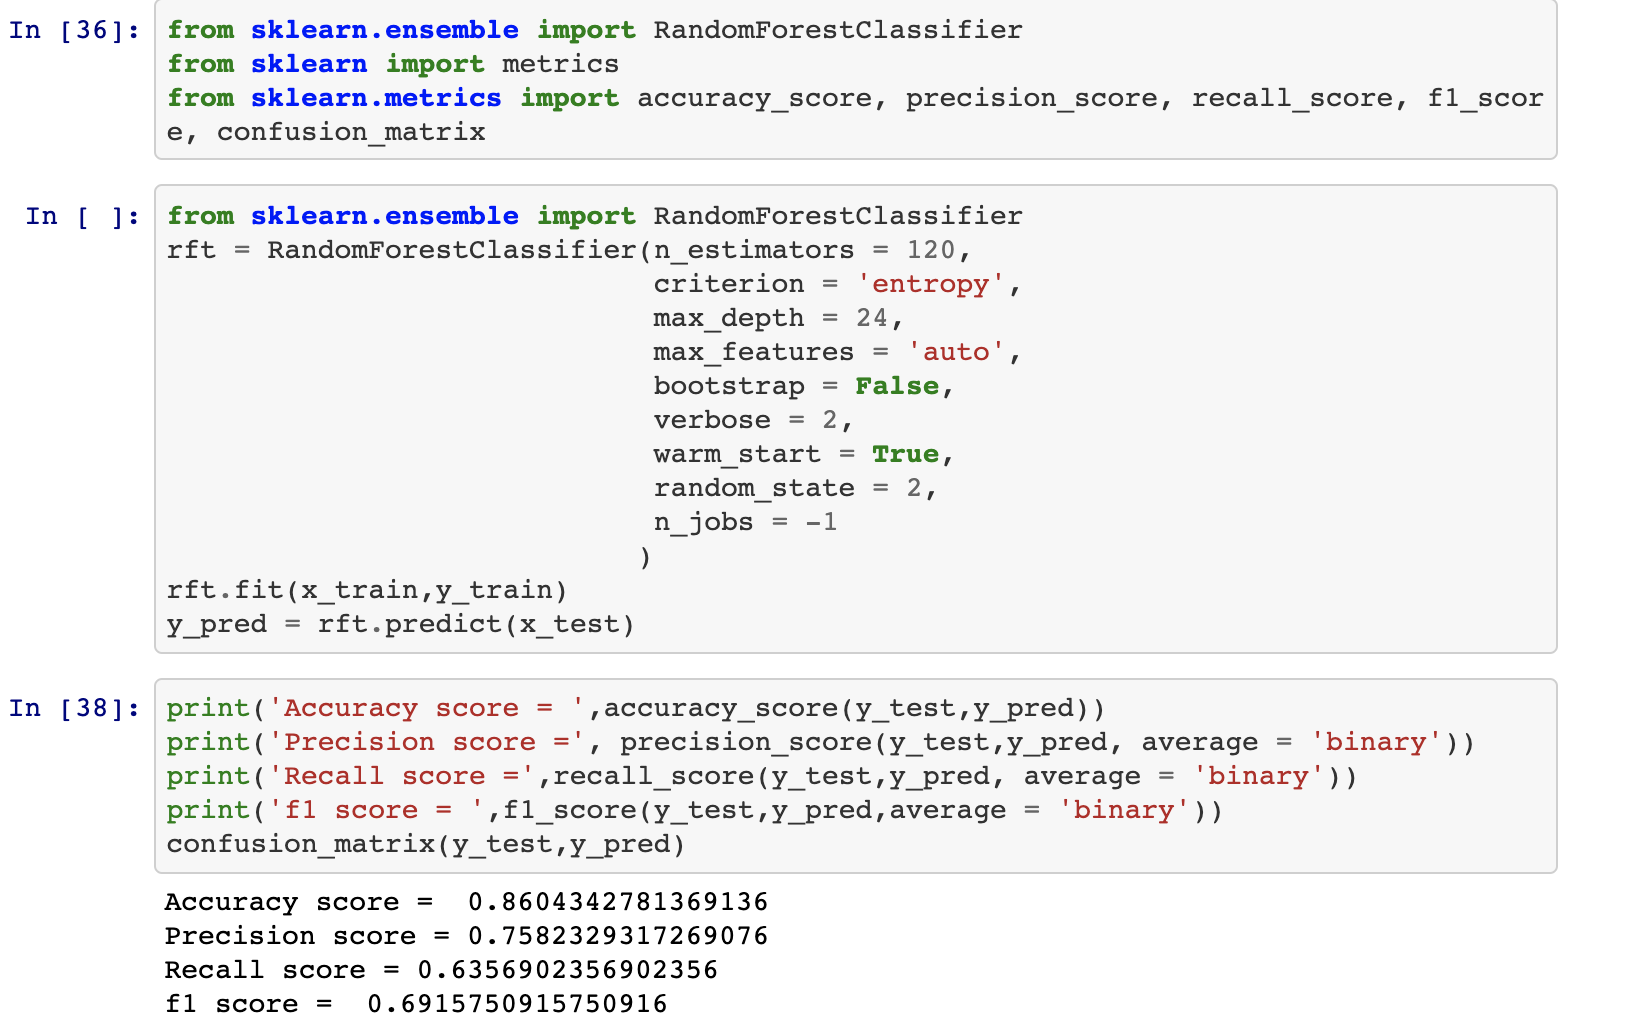 In [36]: from sklearn.ensemble import RandomForestClassifier
from sklearn import metrics
from sklearn.metrics import accuracy_score, precision_score, recall_score, f1_scor
e, confusion_matrix
In [ ]: from sklearn.ensemble import RandomForestClassifier
rft = RandomForestClassifier(n_estimators = 120,
criterion = 'entropy',
max_depth = 24,
max_features = 'auto',
bootstrap = False,
verbose = 2,
warm_start = True,
random_state = 2,
n_jobs = -1
)
rft.fit(x_train,y_train)
y_pred = rft.predict(x_test)
In [38]: print('Accuracy score = ',accuracy_score(y_test,y_pred))
print('Precision score =', precision_score(y_test,y_pred, average = 'binary'))
print('Recall score =',recall_score(y_test,y_pred, average = 'binary'))
print('f1 score = ',f1_score(y_test,y_pred,average = 'binary'))
confusion_matrix(y_test,y_pred)
Accuracy score =  0.8604342781369136
Precision score = 0.7582329317269076
Recall score = 0.6356902356902356
f1 score =  0.6915750915750916